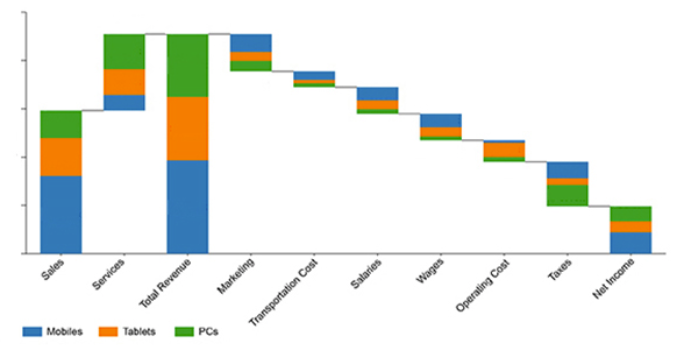 Sales
Services
Total Revenue
Marketing
Transportation Cost
Salaries
Wages
Operating Cost
Taxes
Net Income
Mobiles Tablets PCs